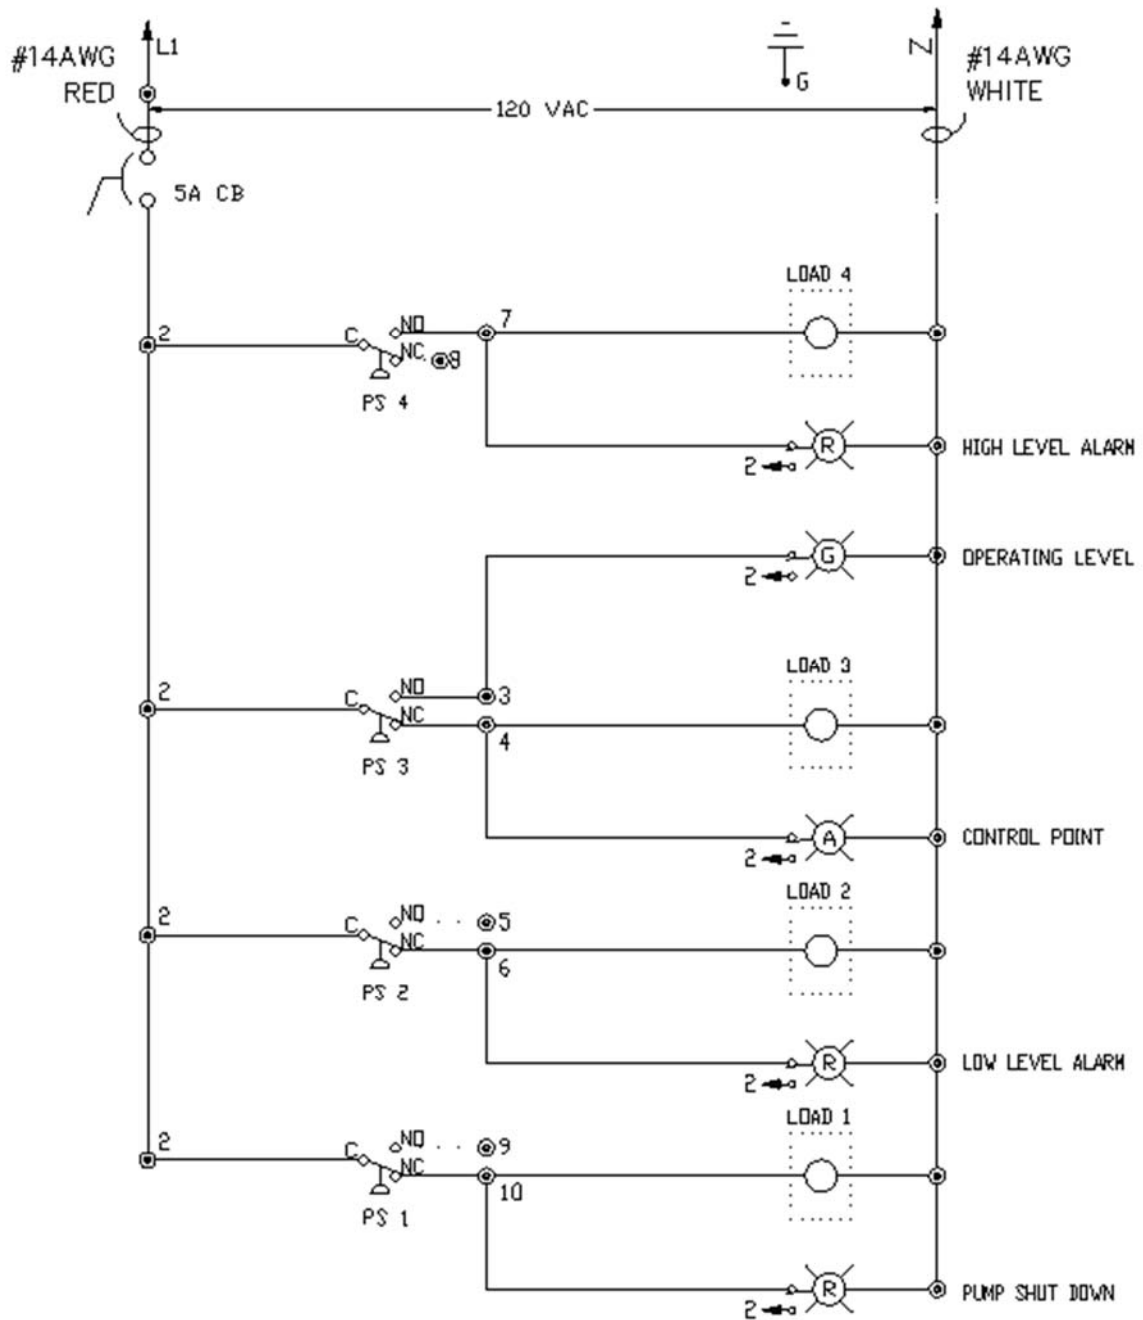 L1
#14AWG
RED
G
N
#14AWG
WHITE
120 VAC
5A CB
LOAD 4
2
C
NO
7
NC
8
PS 4
R
2
HIGH LEVEL ALARM
G
2
OPERATING LEVEL
LOAD 3
2
C
NO
3
NC
4
PS 3
A
2
CONTROL POINT
LOAD 2
2
C
NO
5
NC
6
PS 2
R
2
LOW LEVEL ALARM
LOAD 1
2
C
NO
9
NC
10
PS 1
R
2
PUMP SHUT DOWN